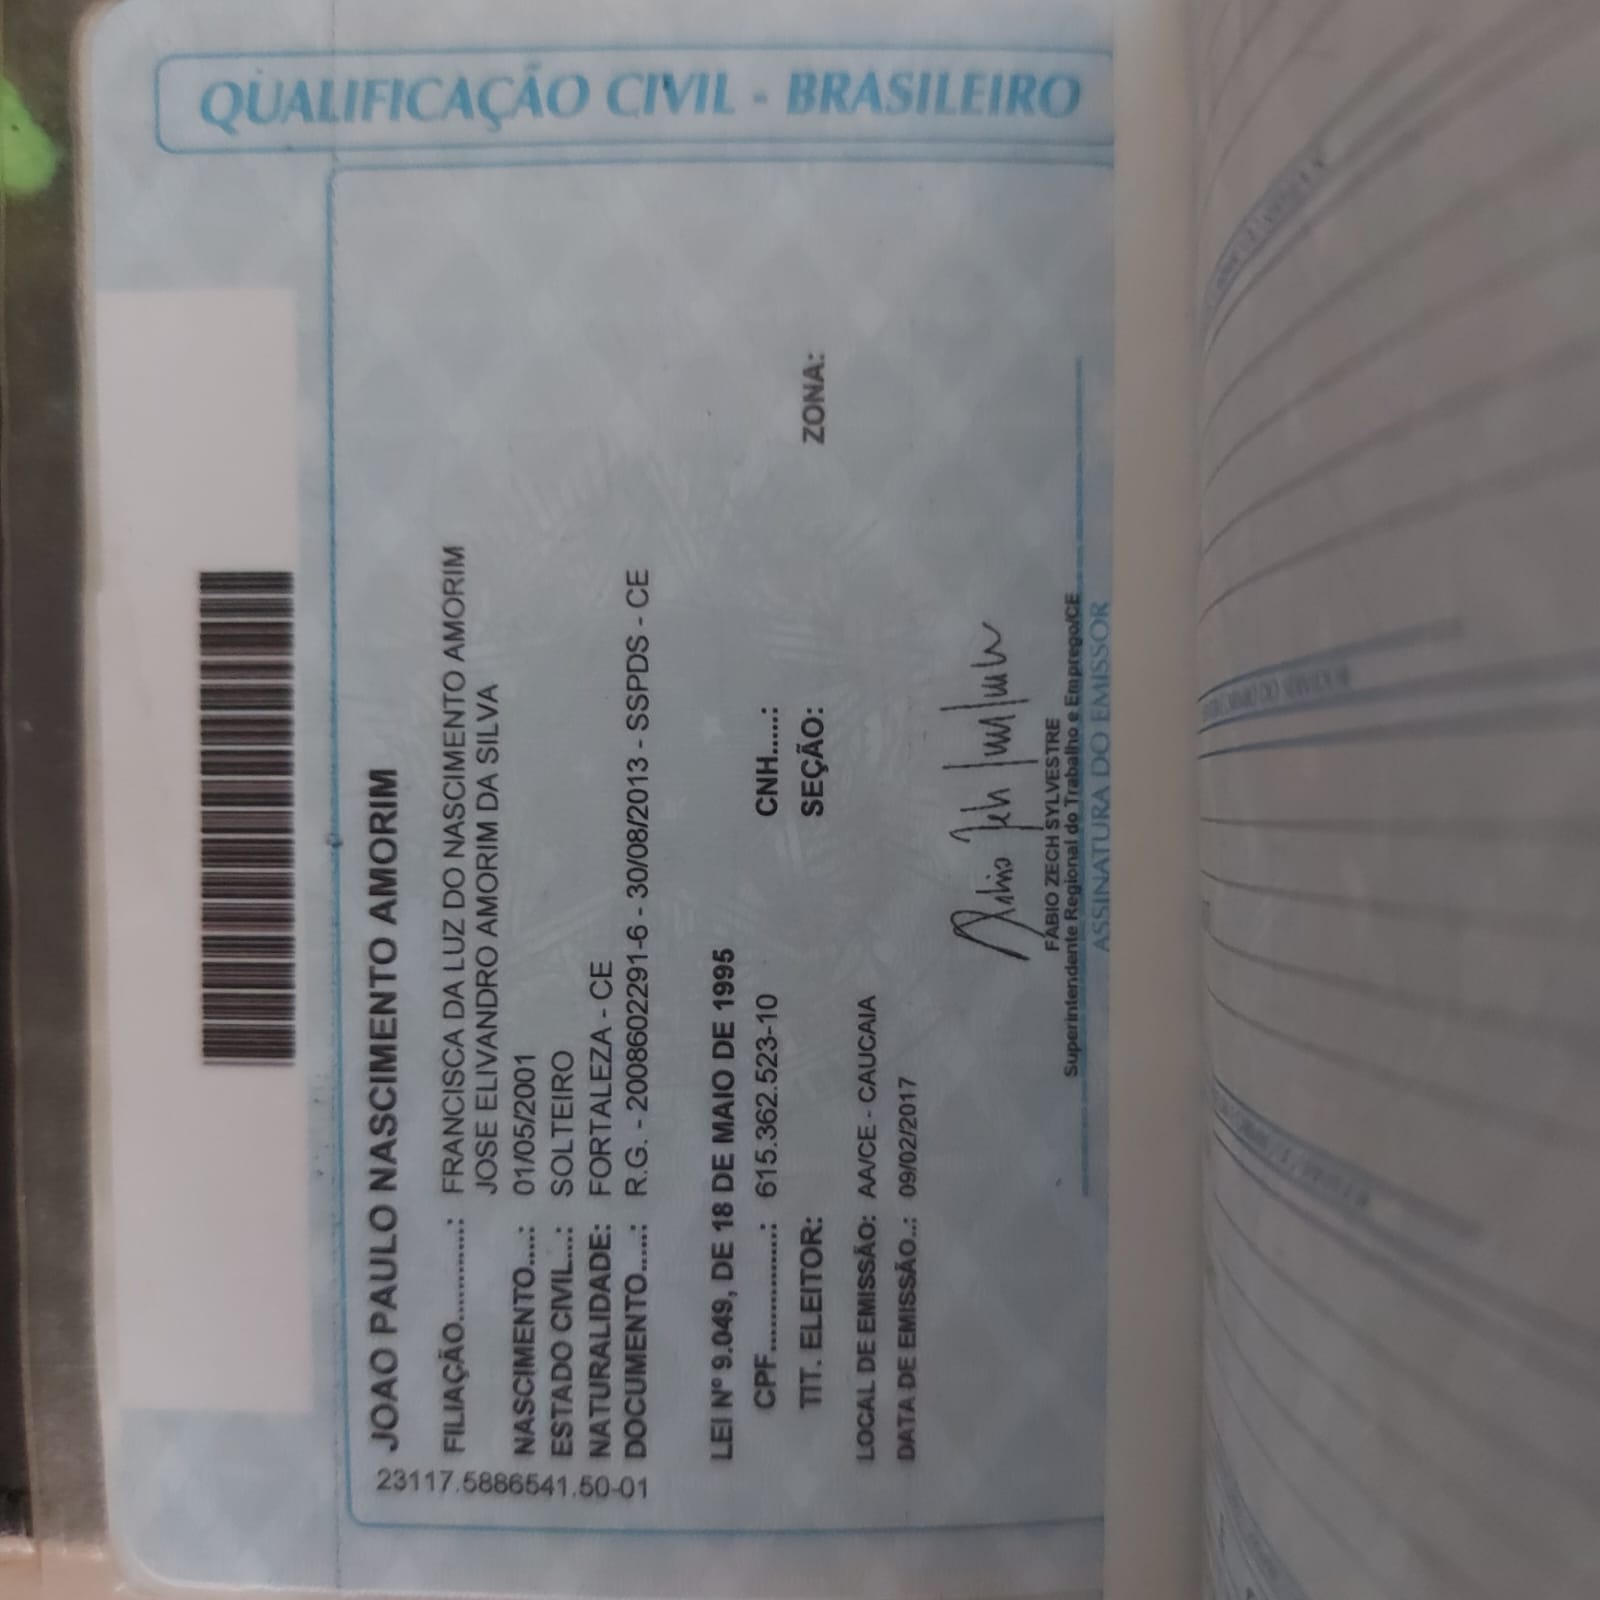 QUALIFICAÇÃO CIVIL - BRASILEIRO
JOAO PAULO NASCIMENTO AMORIM
FILIAÇÃO............: FRANCISCA DA LUZ DO NASCIMENTO AMORIM
JOSE ELIVANDRO AMORIM DA SILVA
NASCIMENTO.....: 01/05/2001
ESTADO CIVIL....: SOLTEIRO
NATURALIDADE: FORTALEZA - CE
DOCUMENTO......: R.G. - 2008602291-6 - 30/08/2013 - SSPDS - CE
23117.5886541.50-01
LEI Nº 9.049, DE 18 DE MAIO DE 1995
CPF...............: 615.362.523-10 CNH.....:
TIT. ELEITOR: SEÇÃO: ZONA:
LOCAL DE EMISSÃO: AA/CE - CAUCAIA
DATA DE EMISSÃO..: 09/02/2017
FÁBIO ZECH SYLVESTRE
Superintendente Regional do Trabalho e Emprego/CE
ASSINATURA DO EMISSOR